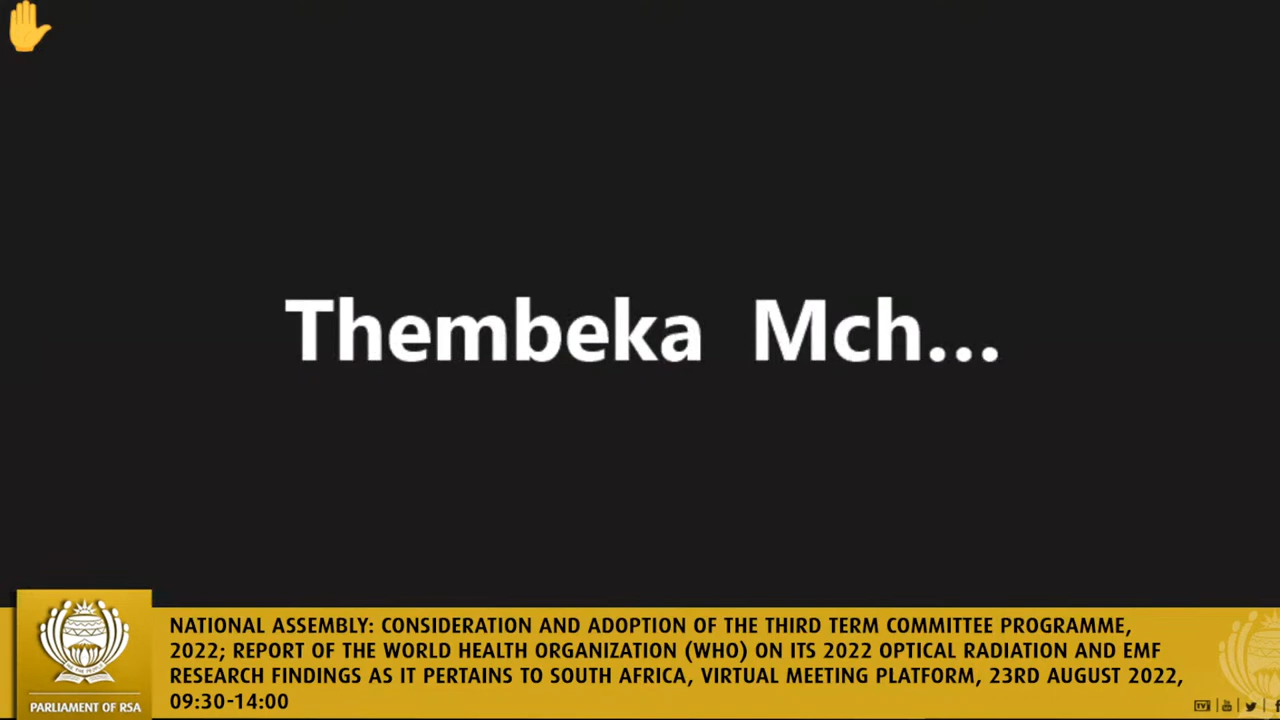 Thembeka Mch...
NATIONAL ASSEMBLY: CONSIDERATION AND ADOPTION OF THE THIRD TERM COMMITTEE PROGRAMME,
2022; REPORT OF THE WORLD HEALTH ORGANIZATION (WHO) ON ITS 2022 OPTICAL RADIATION AND EMF
RESEARCH FINDINGS AS IT PERTAINS TO SOUTH AFRICA, VIRTUAL MEETING PLATFORM, 23RD AUGUST 2022,
09:30-14:00
PARLIAMENT OF RSA